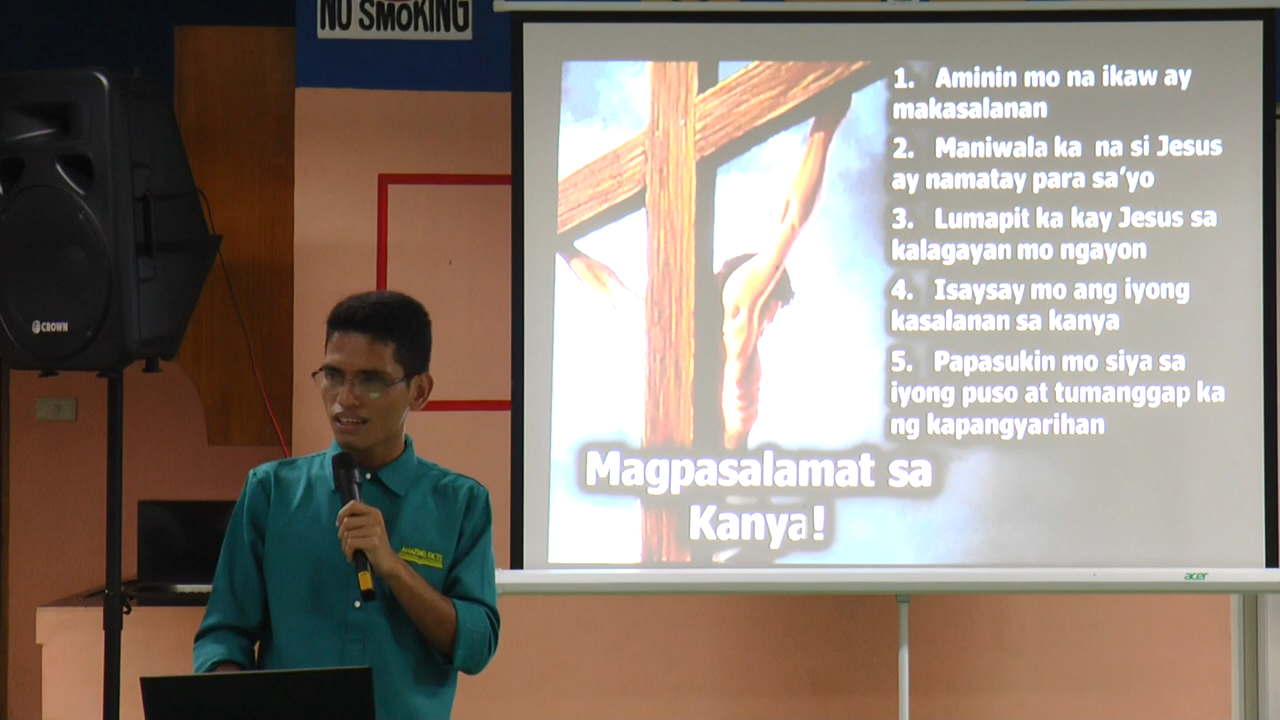 NO SMOKING
1. Aminin mo na ikaw ay
makasalanan
2. Maniwala ka na si Jesus
ay namatay para sa’yo
3. Lumapit ka kay Jesus sa
kalagayan mo ngayon
4. Isaysay mo ang iyong
kasalanan sa kanya
5. Papasukin mo siya sa
iyong puso at tumanggap ka
ng kapangyarihan
Magpasalamat sa
Kanya!
CROWN
AMAZING FACTS
acer